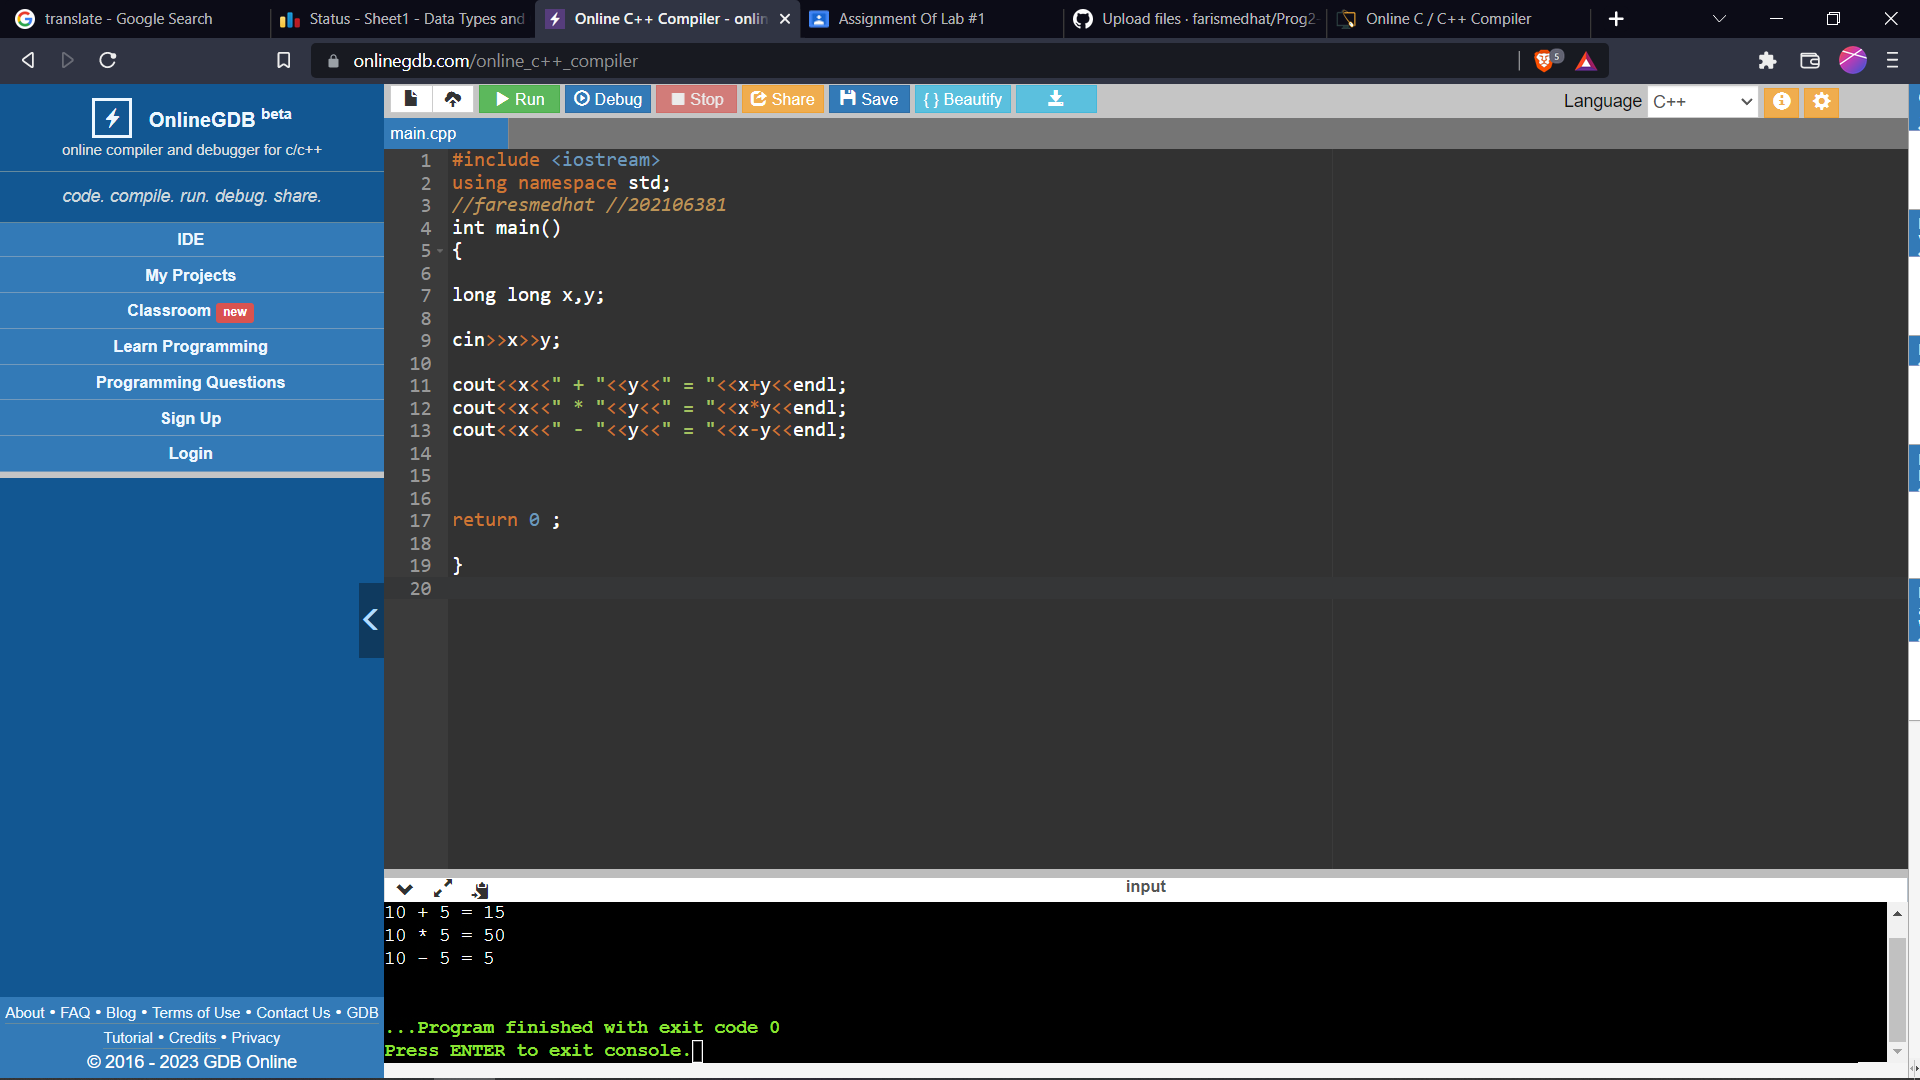 translate - Google Search
Status - Sheet1 - Data Types and
Online C++ Compiler - onlin
Assignment Of Lab #1
Upload files · farismedhat/Prog2-
Online C / C++ Compiler
onlinegdb.com/online_c++_compiler
5
OnlineGDB beta
online compiler and debugger for c/c++
code. compile. run. debug. share.
IDE
My Projects
Classroom new
Learn Programming
Programming Questions
Sign Up
Login
About • FAQ • Blog • Terms of Use • Contact Us • GDB
Tutorial • Credits • Privacy
© 2016 - 2023 GDB Online
Run Debug Stop Share Save { } Beautify
Language C++
main.cpp
1 #include <iostream>
2 using namespace std;
3 //faresmedhat //202106381
4 int main()
5 {
6
7 long long x,y;
8
9 cin>>x>>y;
10
11 cout<<x<<" + "<<y<<" = "<<x+y<<endl;
12 cout<<x<<" * "<<y<<" = "<<x*y<<endl;
13 cout<<x<<" - "<<y<<" = "<<x-y<<endl;
14
15
16
17 return 0 ;
18
19 }
20
input
10 + 5 = 15
10 * 5 = 50
10 - 5 = 5
...Program finished with exit code 0
Press ENTER to exit console.